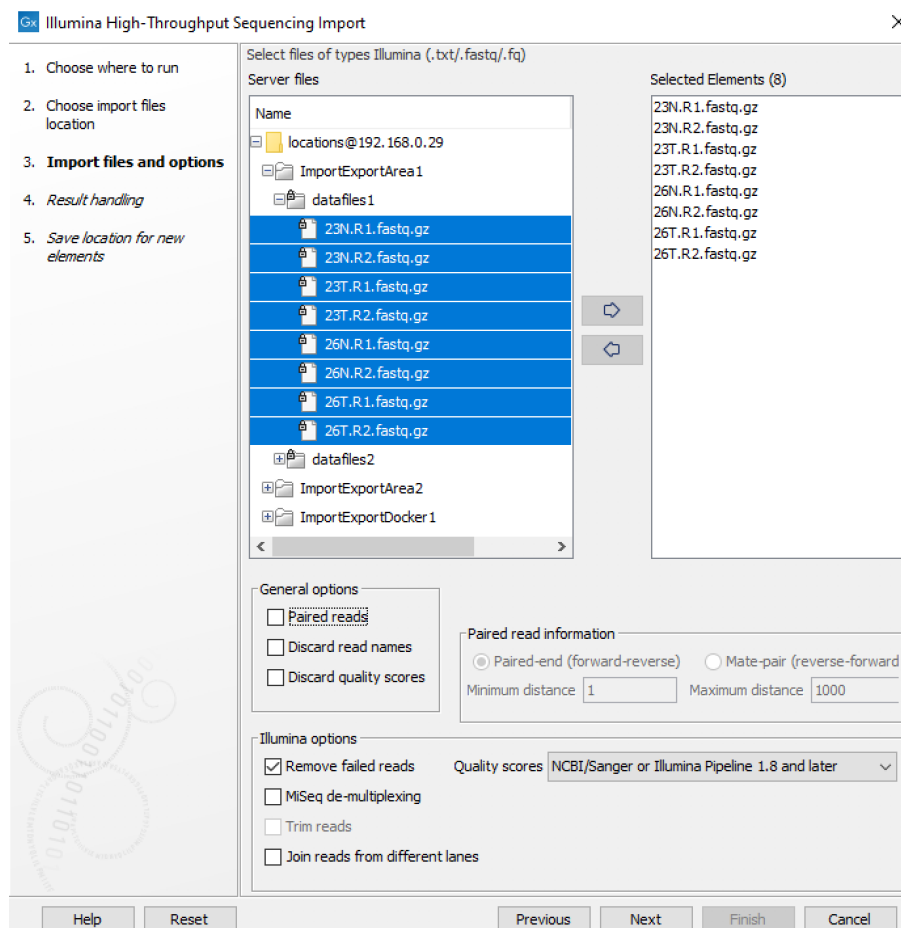 Gx Illumina High-Throughput Sequencing Import
1. Choose where to run
2. Choose import files location
3. Import files and options
4. Result handling
5. Save location for new elements
Select files of types Illumina (.txt/.fastq/.fq)
Server files
Name
locations@192.168.0.29
ImportExportArea1
datafiles1
23N.R1.fastq.gz
23N.R2.fastq.gz
23T.R1.fastq.gz
23T.R2.fastq.gz
26N.R1.fastq.gz
26N.R2.fastq.gz
26T.R1.fastq.gz
26T.R2.fastq.gz
datafiles2
ImportExportArea2
ImportExportDocker1
Selected Elements (8)
23N.R1.fastq.gz
23N.R2.fastq.gz
23T.R1.fastq.gz
23T.R2.fastq.gz
26N.R1.fastq.gz
26N.R2.fastq.gz
26T.R1.fastq.gz
26T.R2.fastq.gz
General options
Paired reads
Discard read names
Discard quality scores
Paired read information
Paired-end (forward-reverse) Mate-pair (reverse-forward
Minimum distance 1 Maximum distance 1000
Illumina options
Remove failed reads Quality scores NCBI/Sanger or Illumina Pipeline 1.8 and later
MiSeq de-multiplexing
Trim reads
Join reads from different lanes
Help Reset Previous Next Finish Cancel